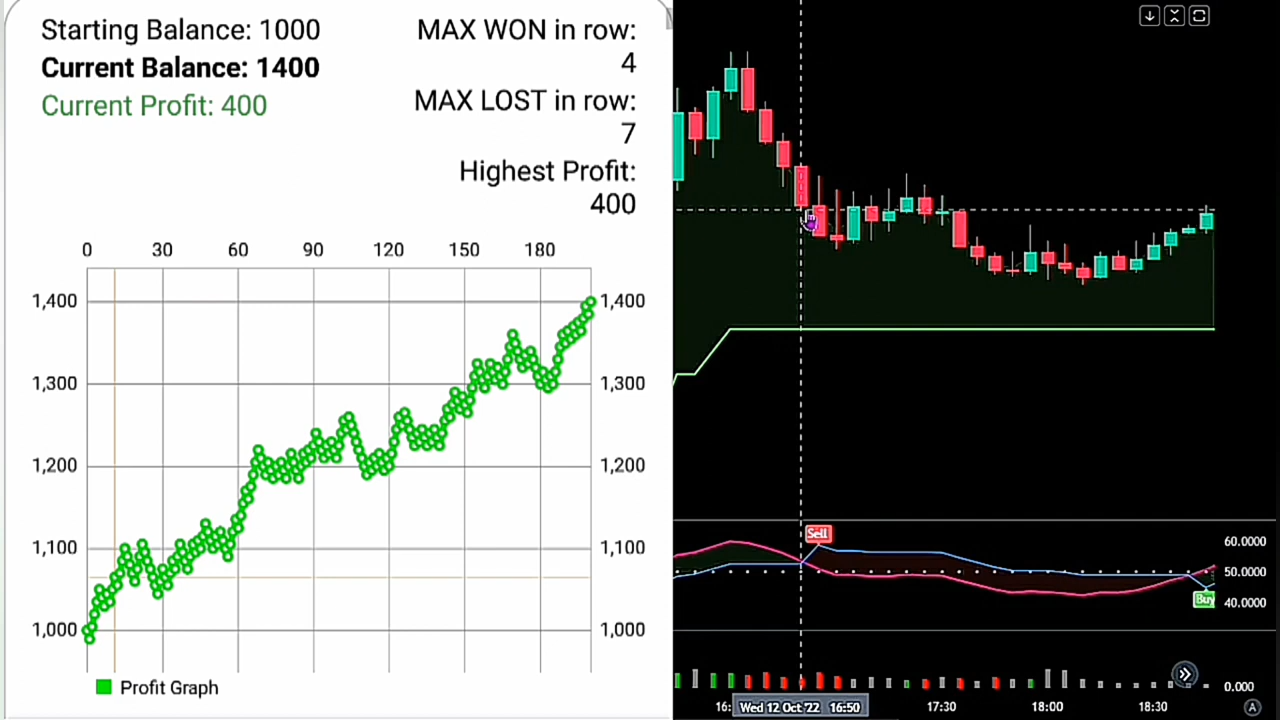 Starting Balance: 1000
Current Balance: 1400
Current Profit: 400
MAX WON in row:
4
MAX LOST in row:
7
Highest Profit:
400
0 30 60 90 120 150 180
1,400 1,400
1,300 1,300
1,200 1,200
1,100 1,100
1,000 1,000
Profit Graph
Sell
Buy
60.0000
50.0000
40.0000
0.000
16: Wed 12 Oct '22 16:50 17:30 18:00 18:30 A